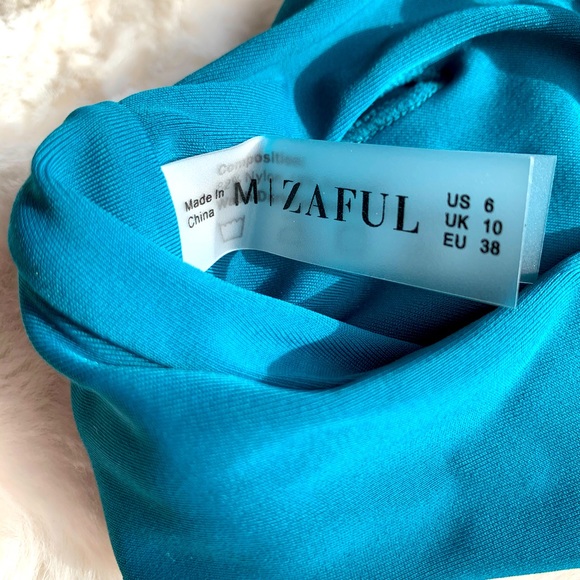 Composition
Made In
China
M | ZAFUL
US 6
UK 10
EU 38